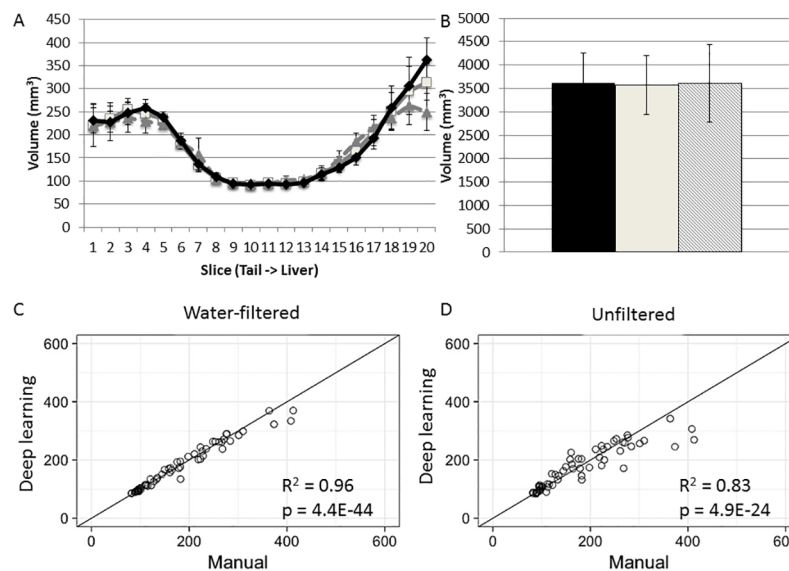 A
Volume (mm³)
450
400
350
300
250
200
150
100
50
0
1 2 3 4 5 6 7 8 9 10 11 12 13 14 15 16 17 18 19 20
Slice (Tail -> Liver)
B
Volume (mm³)
5000
4500
4000
3500
3000
2500
2000
1500
1000
500
0
C
Water-filtered
Deep learning
600
400
200
0
R² = 0.96
p = 4.4E-44
0 200 400 600
Manual
D
Unfiltered
Deep learning
600
400
200
0
R² = 0.83
p = 4.9E-24
0 200 400 600
Manual